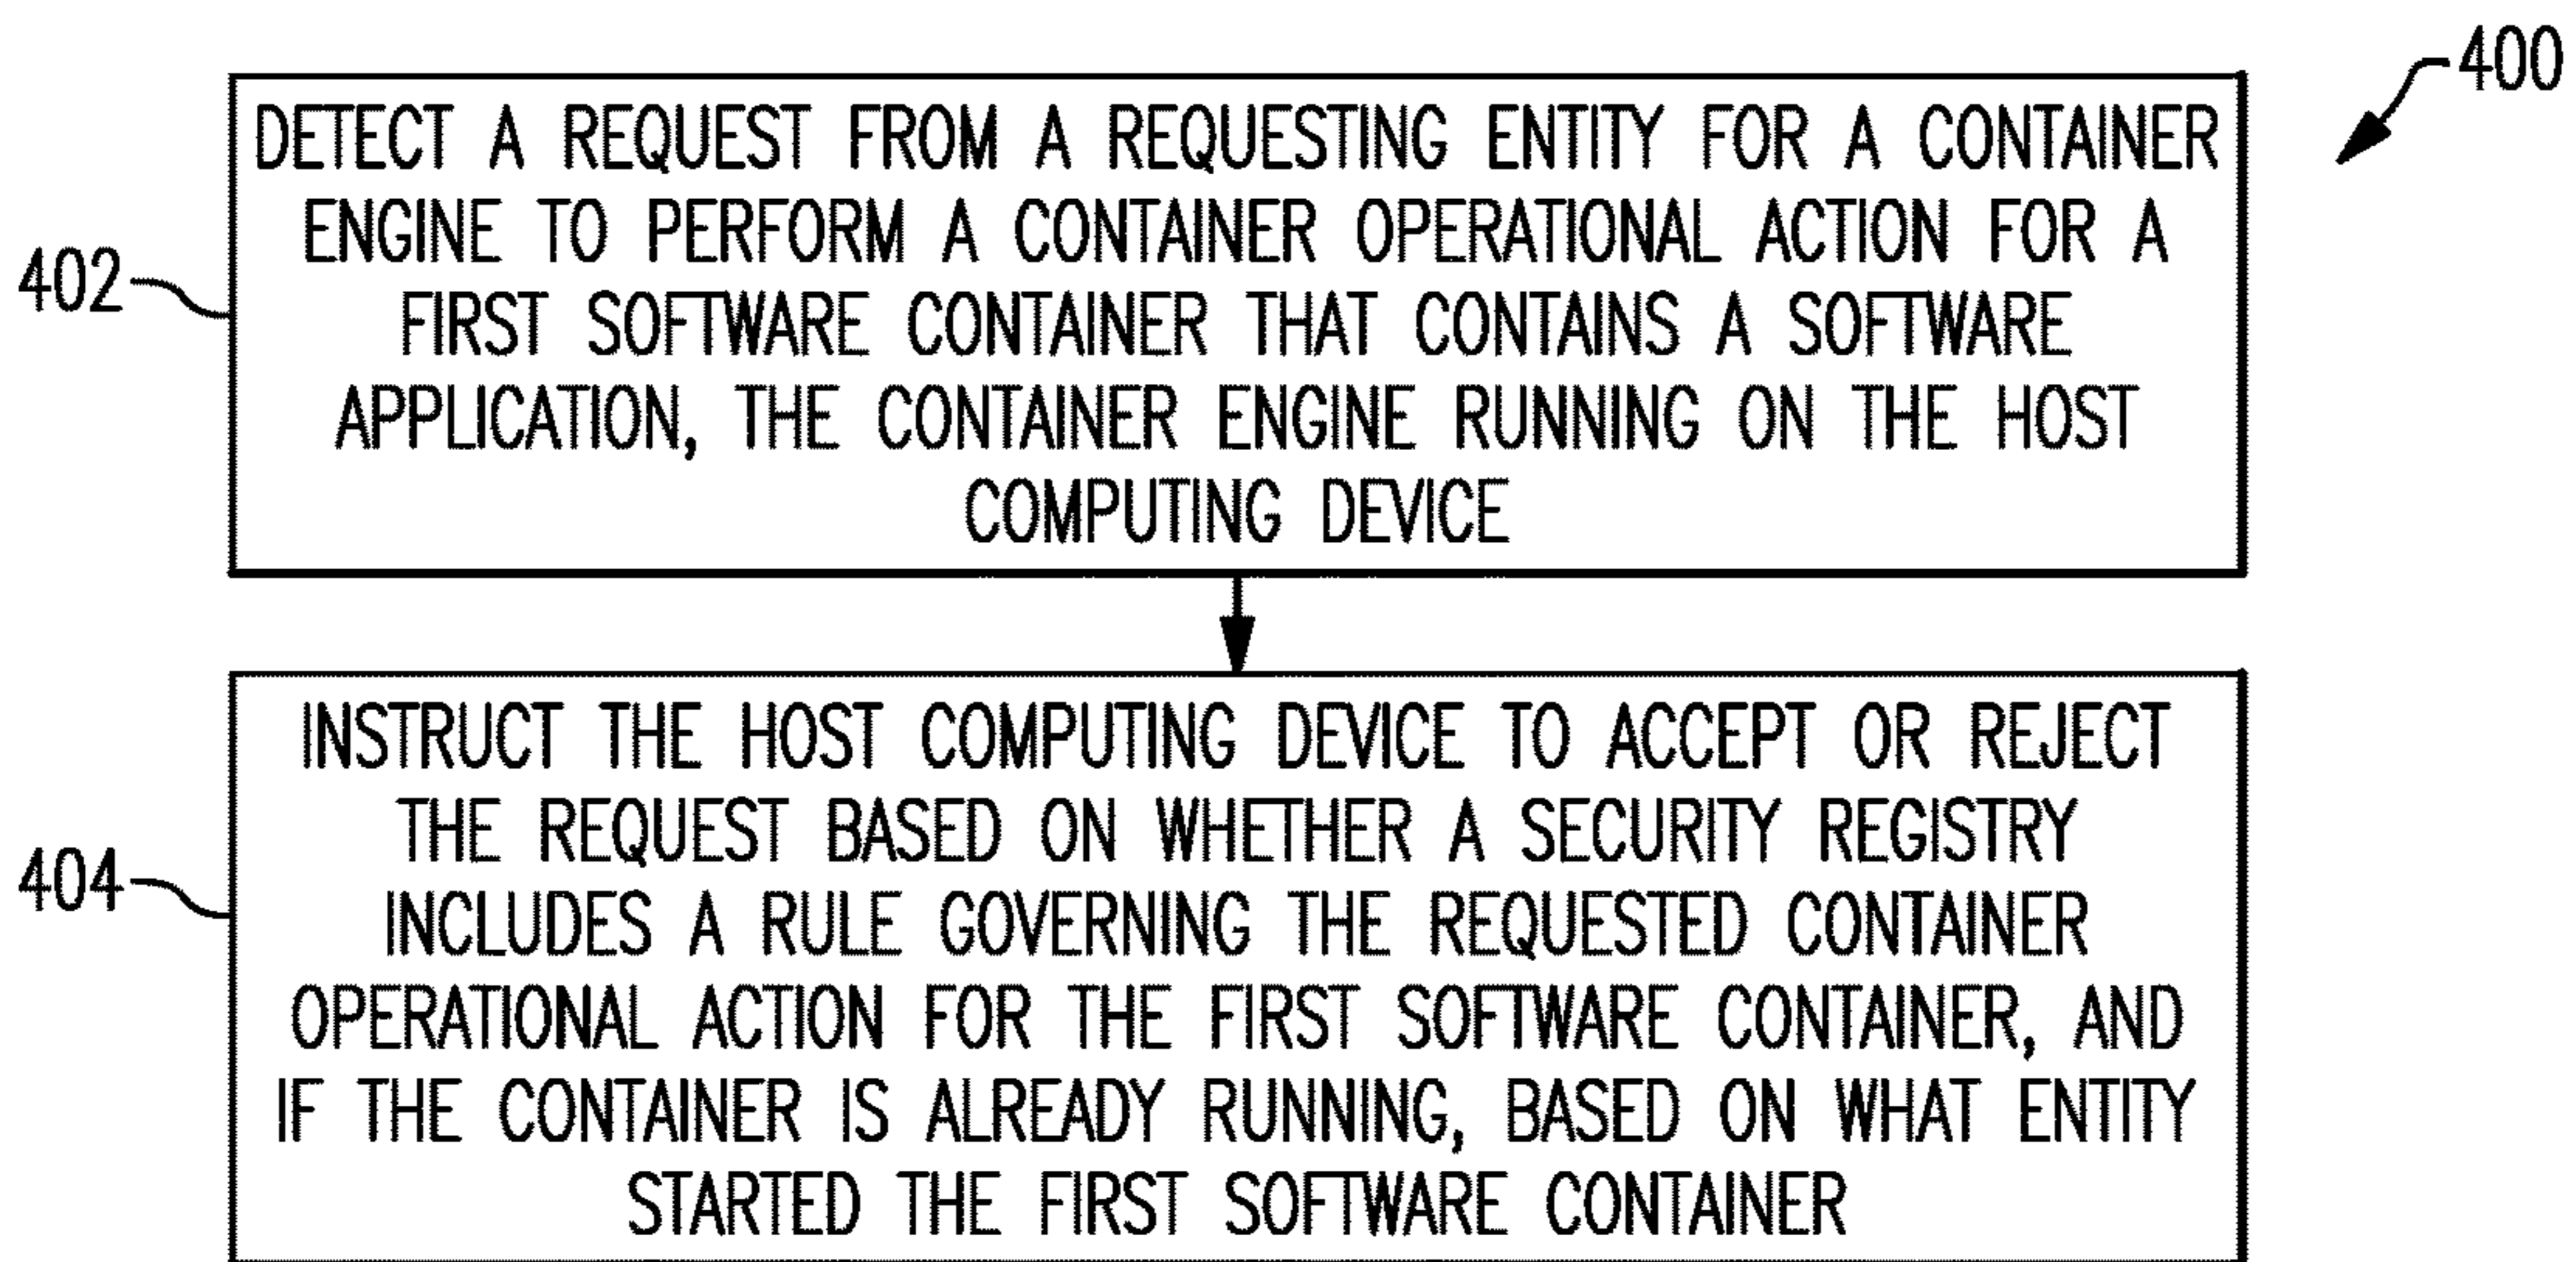 400
DETECT A REQUEST FROM A REQUESTING ENTITY FOR A CONTAINER
ENGINE TO PERFORM A CONTAINER OPERATIONAL ACTION FOR A
402
FIRST SOFTWARE CONTAINER THAT CONTAINS A SOFTWARE
APPLICATION, THE CONTAINER ENGINE RUNNING ON THE HOST
COMPUTING DEVICE
INSTRUCT THE HOST COMPUTING DEVICE TO ACCEPT OR REJECT
THE REQUEST BASED ON WHETHER A SECURITY REGISTRY
404
INCLUDES A RULE GOVERNING THE REQUESTED CONTAINER
OPERATIONAL ACTION FOR THE FIRST SOFTWARE CONTAINER, AND
IF THE CONTAINER IS ALREADY RUNNING, BASED ON WHAT ENTITY
STARTED THE FIRST SOFTWARE CONTAINER